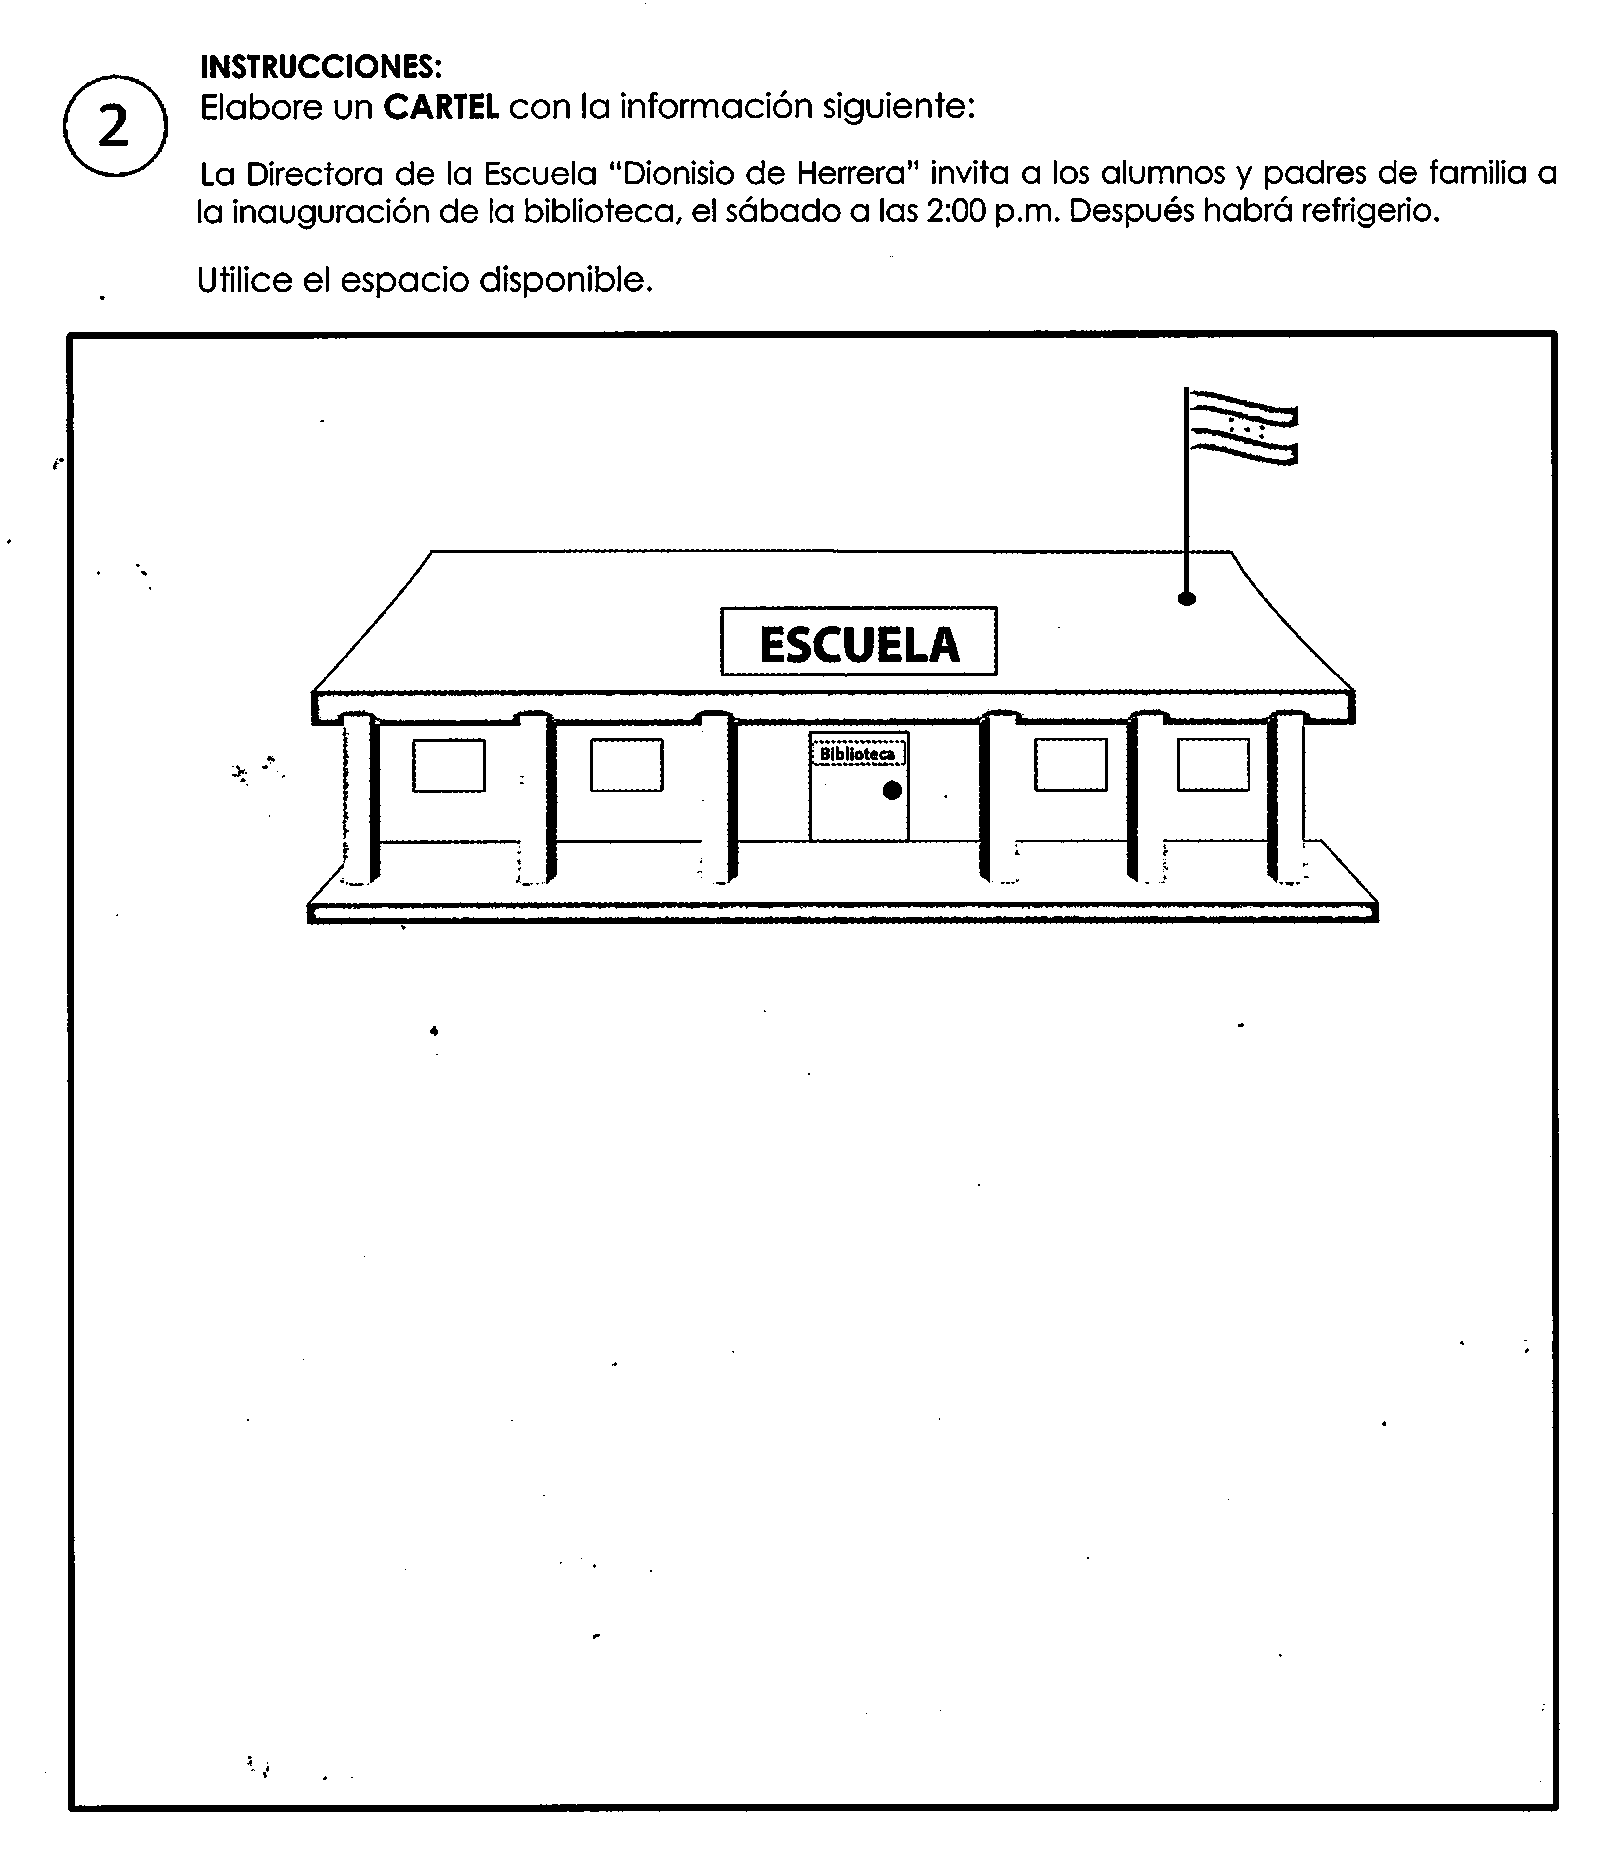 INSTRUCCIONES:
2
Elabore un CARTEL con la información siguiente:
La Directora de la Escuela “Dionisio de Herrera” invita a los alumnos y padres de familia a
la inauguración de la biblioteca, el sábado a las 2:00 p.m. Después habrá refrigerio.
Utilice el espacio disponible.
ESCUELA
Biblioteca